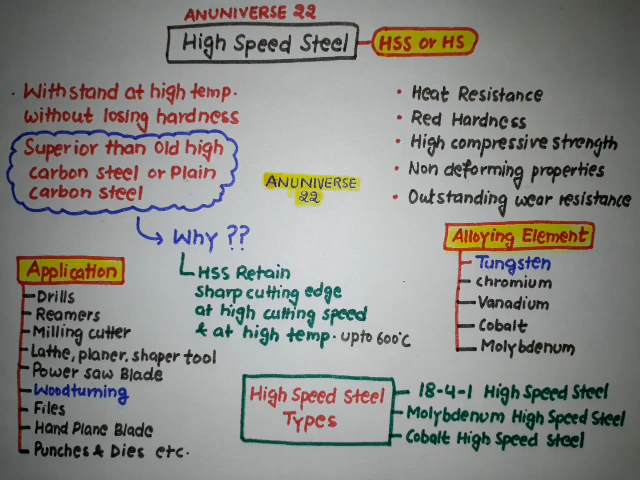 ANUNIVERSE 22
High Speed Steel
HSS or HS
• Withstand at high temp.
without losing hardness
Superior than Old high
carbon steel or Plain
carbon steel
Why ??
HSS Retain
sharp cutting edge
at high cutting speed
& at high temp. upto 600°C
ANUNIVERSE
22
• Heat Resistance
• Red Hardness
• High compressive strength
• Non deforming properties
• Outstanding wear resistance
Alloying Element
Tungsten
chromium
Vanadium
Cobalt
Molybdenum
Application
Drills
Reamers
Milling cutter
Lathe, planer, shaper tool
Power saw Blade
Woodturning
Files
Hand Plane Blade
Punches & Dies etc.
High Speed Steel
Types
18-4-1 High Speed Steel
Molybdenum High Speed Steel
Cobalt High Speed Steel